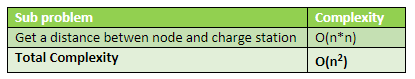 Sub problem Complexity
Get a distance betwen node and charge station O(n*n)
Total Complexity O(n²)